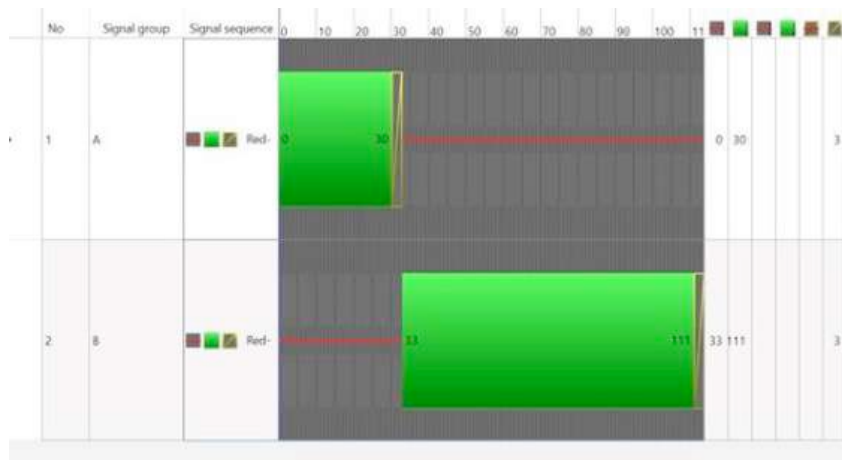 No Signal group Signal sequence 0 10 20 30 40 50 60 70 80 90 100 11
1 A Red- 0 30 0 30 3
2 B Red- 33 111 33 111 3